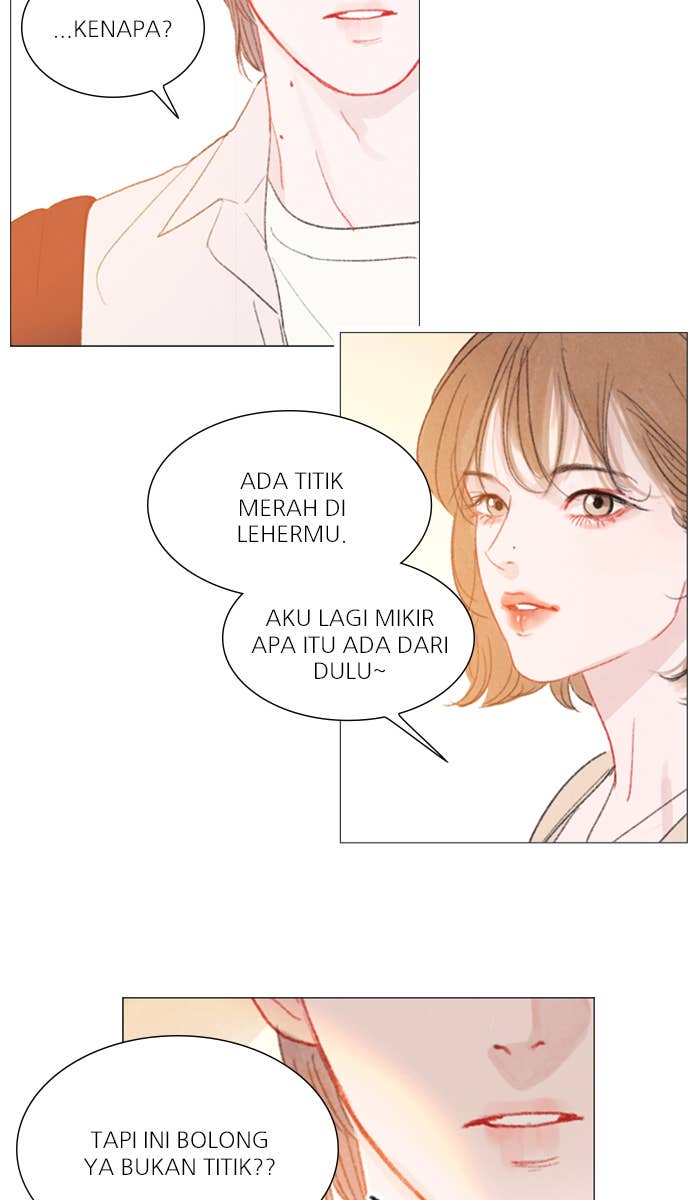 ...KENAPA?
ADA TITIK
MERAH DI
LEHERMU.
AKU LAGI MIKIR
APA ITU ADA DARI
DULU~
TAPI INI BOLONG
YA BUKAN TITIK??